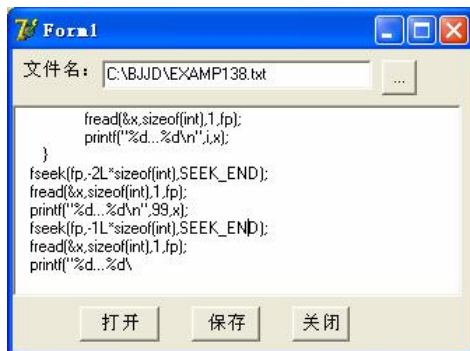 Form1
文件名： C:\BJJD\EXAMP138.txt ...
fread(&x,sizeof(int),1,fp);
printf("%d...%d\n",i,x);
}
fseek(fp,-2L*sizeof(int),SEEK_END);
fread(&x,sizeof(int),1,fp);
printf("%d...%d\n",99,x);
fseek(fp,-1L*sizeof(int),SEEK_END);
fread(&x,sizeof(int),1,fp);
printf("%d...%d\
打开 保存 关闭